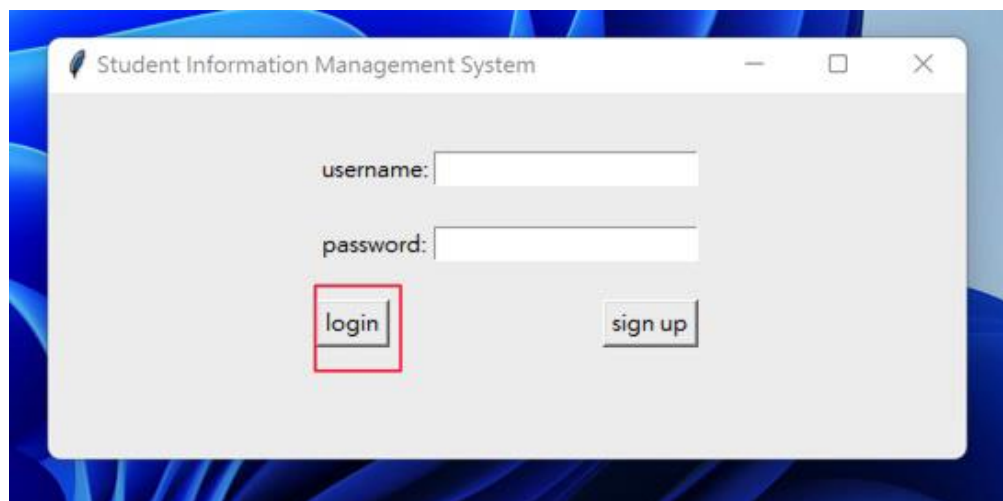 Student Information Management System
username:
password:
login
sign up